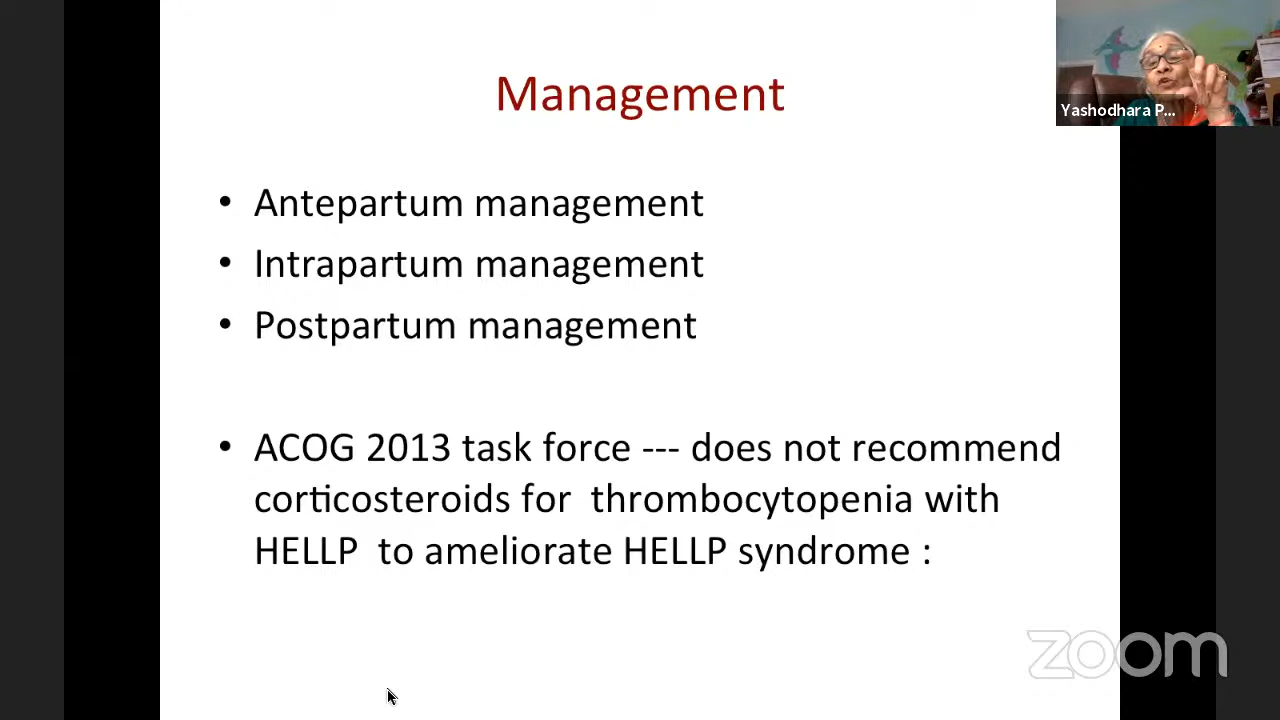 Management
Yashodhara P...
• Antepartum management
• Intrapartum management
• Postpartum management
• ACOG 2013 task force --- does not recommend
corticosteroids for thrombocytopenia with
HELLP to ameliorate HELLP syndrome :
zoom